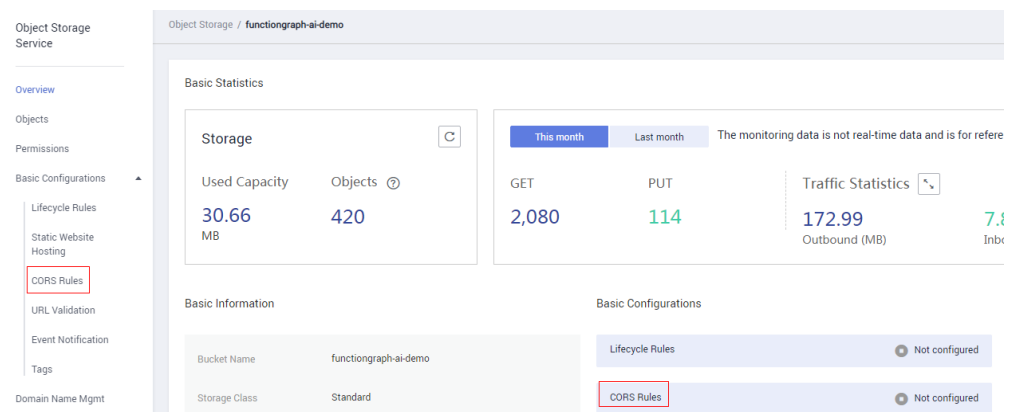 Object Storage
Service
Overview
Objects
Permissions
Basic Configurations
Lifecycle Rules
Static Website
Hosting
CORS Rules
URL Validation
Event Notification
Tags
Domain Name Mgmt
Object Storage / functiongraph-ai-demo
Basic Statistics
Storage
Used Capacity
Objects
30.66
MB
420
This month
Last month
The monitoring data is not real-time data and is for refere
GET
PUT
Traffic Statistics
2,080
114
172.99
Outbound (MB)
7.8
Inbo
Basic Information
Bucket Name
functiongraph-ai-demo
Storage Class
Standard
Basic Configurations
Lifecycle Rules
Not configured
CORS Rules
Not configured